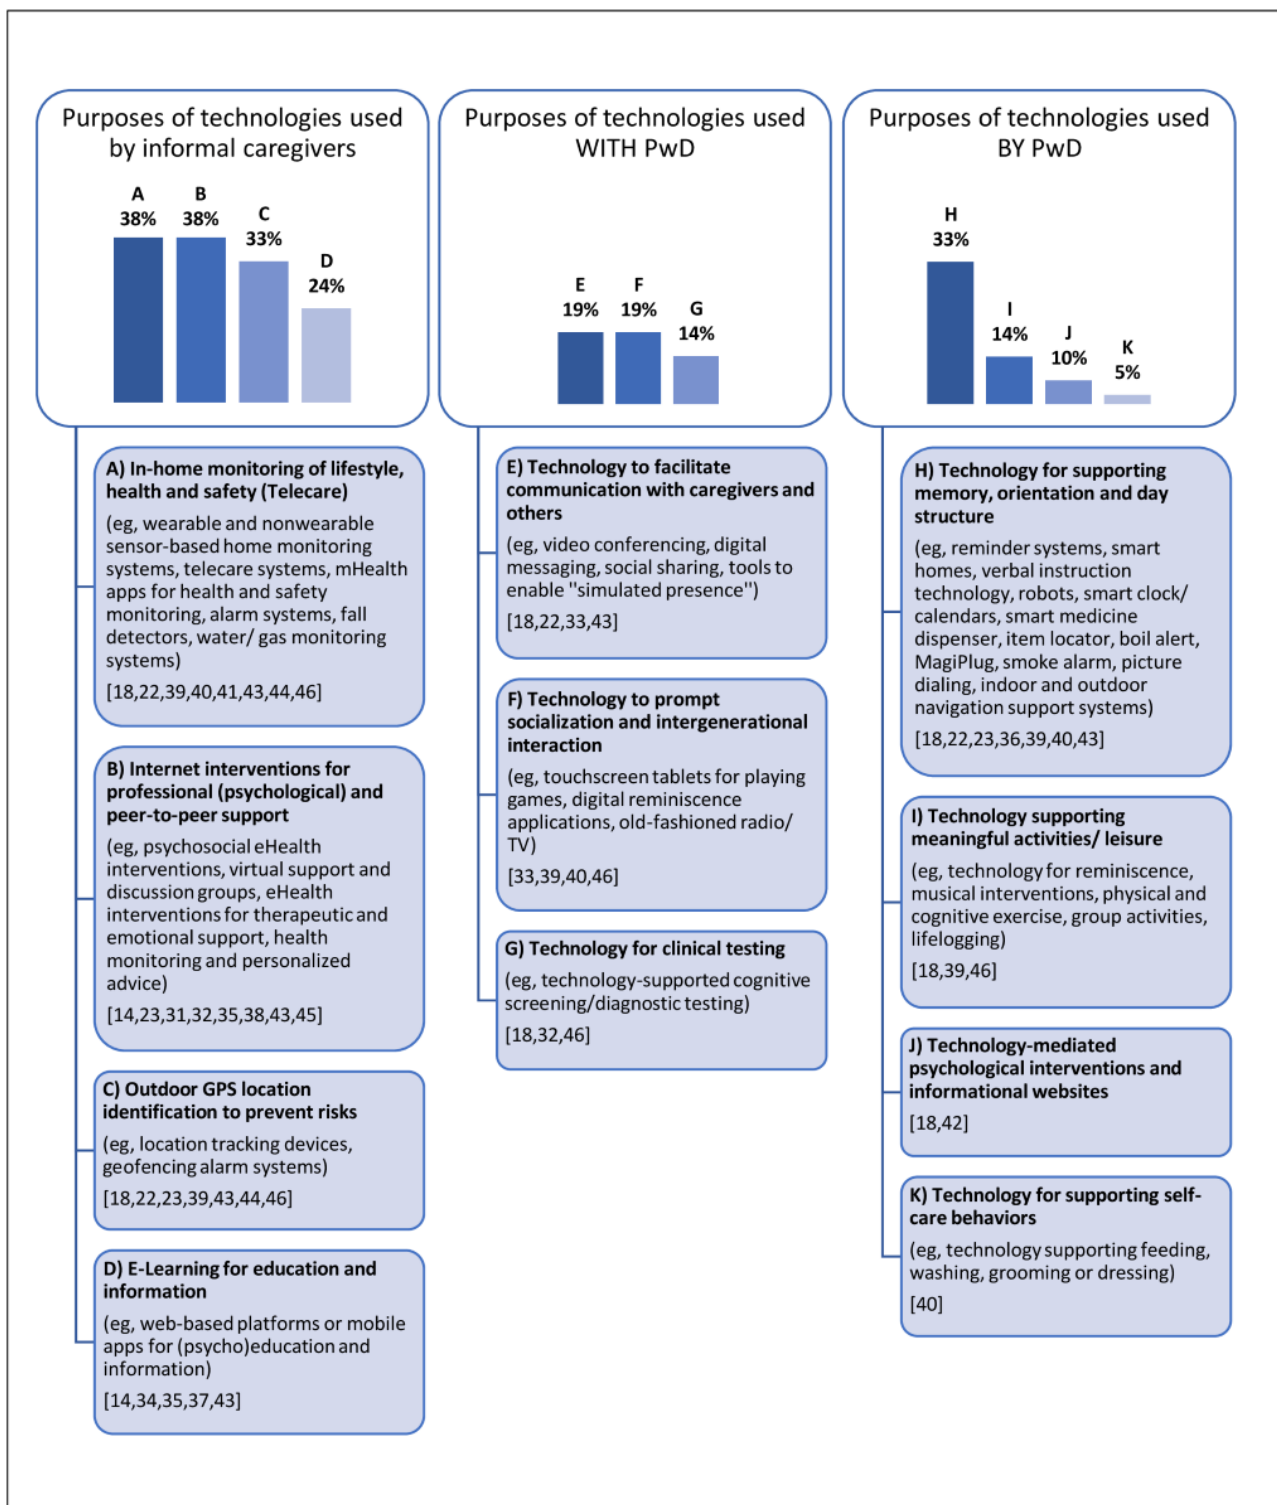 Purposes of technologies used
by informal caregivers
A
38%
B
38%
C
33%
D
24%
A) In-home monitoring of lifestyle,
health and safety (Telecare)
(eg, wearable and nonwearable
sensor-based home monitoring
systems, telecare systems, mHealth
apps for health and safety
monitoring, alarm systems, fall
detectors, water/ gas monitoring
systems)
[18,22,39,40,41,43,44,46]
B) Internet interventions for
professional (psychological) and
peer-to-peer support
(eg, psychosocial eHealth
interventions, virtual support and
discussion groups, eHealth
interventions for therapeutic and
emotional support, health
monitoring and personalized
advice)
[14,23,31,32,35,38,43,45]
C) Outdoor GPS location
identification to prevent risks
(eg, location tracking devices,
geofencing alarm systems)
[18,22,23,39,43,44,46]
D) E-Learning for education and
information
(eg, web-based platforms or mobile
apps for (psycho)education and
information)
[14,34,35,37,43]
Purposes of technologies used
WITH PwD
E
19%
F
19%
G
14%
E) Technology to facilitate
communication with caregivers and
others
(eg, video conferencing, digital
messaging, social sharing, tools to
enable "simulated presence")
[18,22,33,43]
F) Technology to prompt
socialization and intergenerational
interaction
(eg, touchscreen tablets for playing
games, digital reminiscence
applications, old-fashioned radio/
TV)
[33,39,40,46]
G) Technology for clinical testing
(eg, technology-supported cognitive
screening/diagnostic testing)
[18,32,46]
Purposes of technologies used
BY PwD
H
33%
I
14%
J
10%
K
5%
H) Technology for supporting
memory, orientation and day
structure
(eg, reminder systems, smart
homes, verbal instruction
technology, robots, smart clock/
calendars, smart medicine
dispenser, item locator, boil alert,
MagiPlug, smoke alarm, picture
dialing, indoor and outdoor
navigation support systems)
[18,22,23,36,39,40,43]
I) Technology supporting
meaningful activities/ leisure
(eg, technology for reminiscence,
musical interventions, physical and
cognitive exercise, group activities,
lifelogging)
[18,39,46]
J) Technology-mediated
psychological interventions and
informational websites
[18,42]
K) Technology for supporting self-
care behaviors
(eg, technology supporting feeding,
washing, grooming or dressing)
[40]